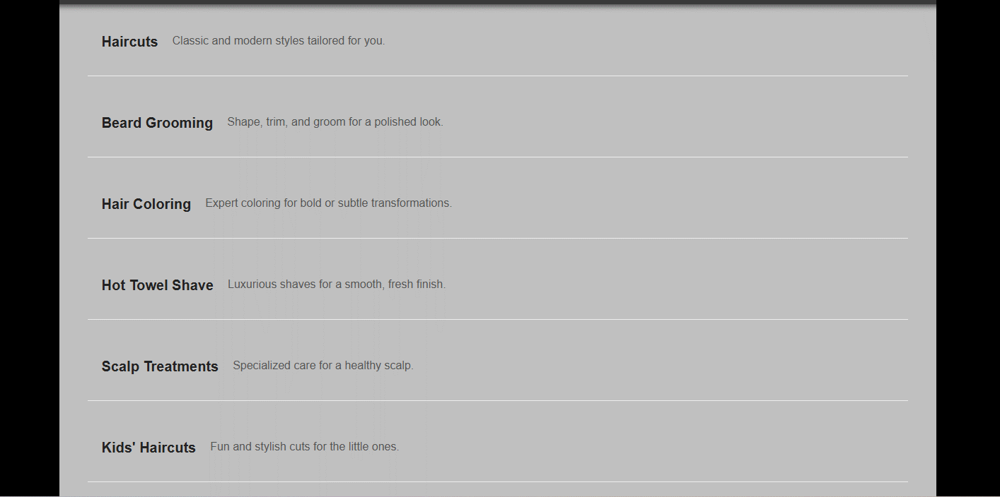 Haircuts Classic and modern styles tailored for you.
Beard Grooming Shape, trim, and groom for a polished look.
Hair Coloring Expert coloring for bold or subtle transformations.
Hot Towel Shave Luxurious shaves for a smooth, fresh finish.
Scalp Treatments Specialized care for a healthy scalp.
Kids' Haircuts Fun and stylish cuts for the little ones.